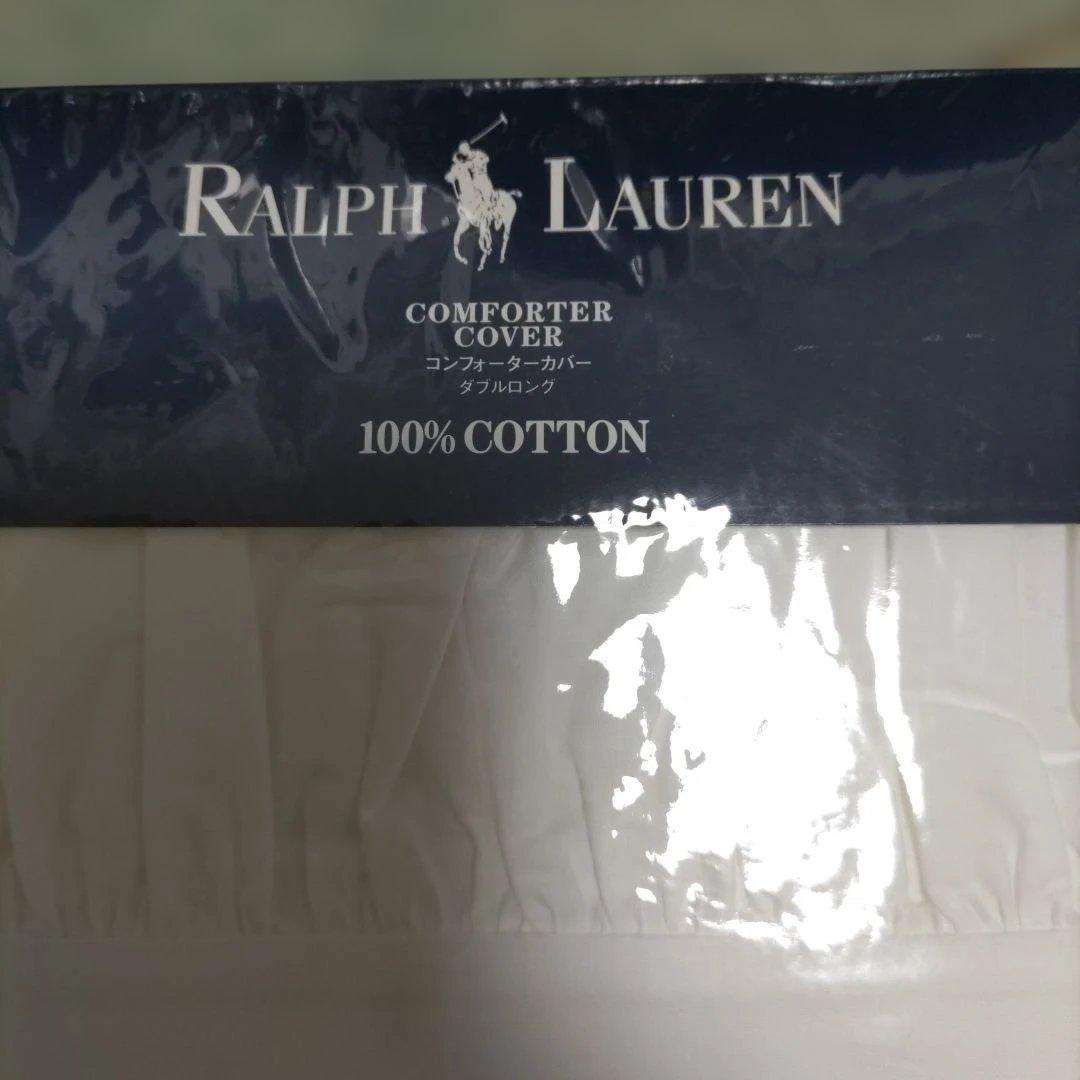 RALPH LAUREN
COMFORTER
COVER
コンフォーターカバー
ダブルロング
100% COTTON